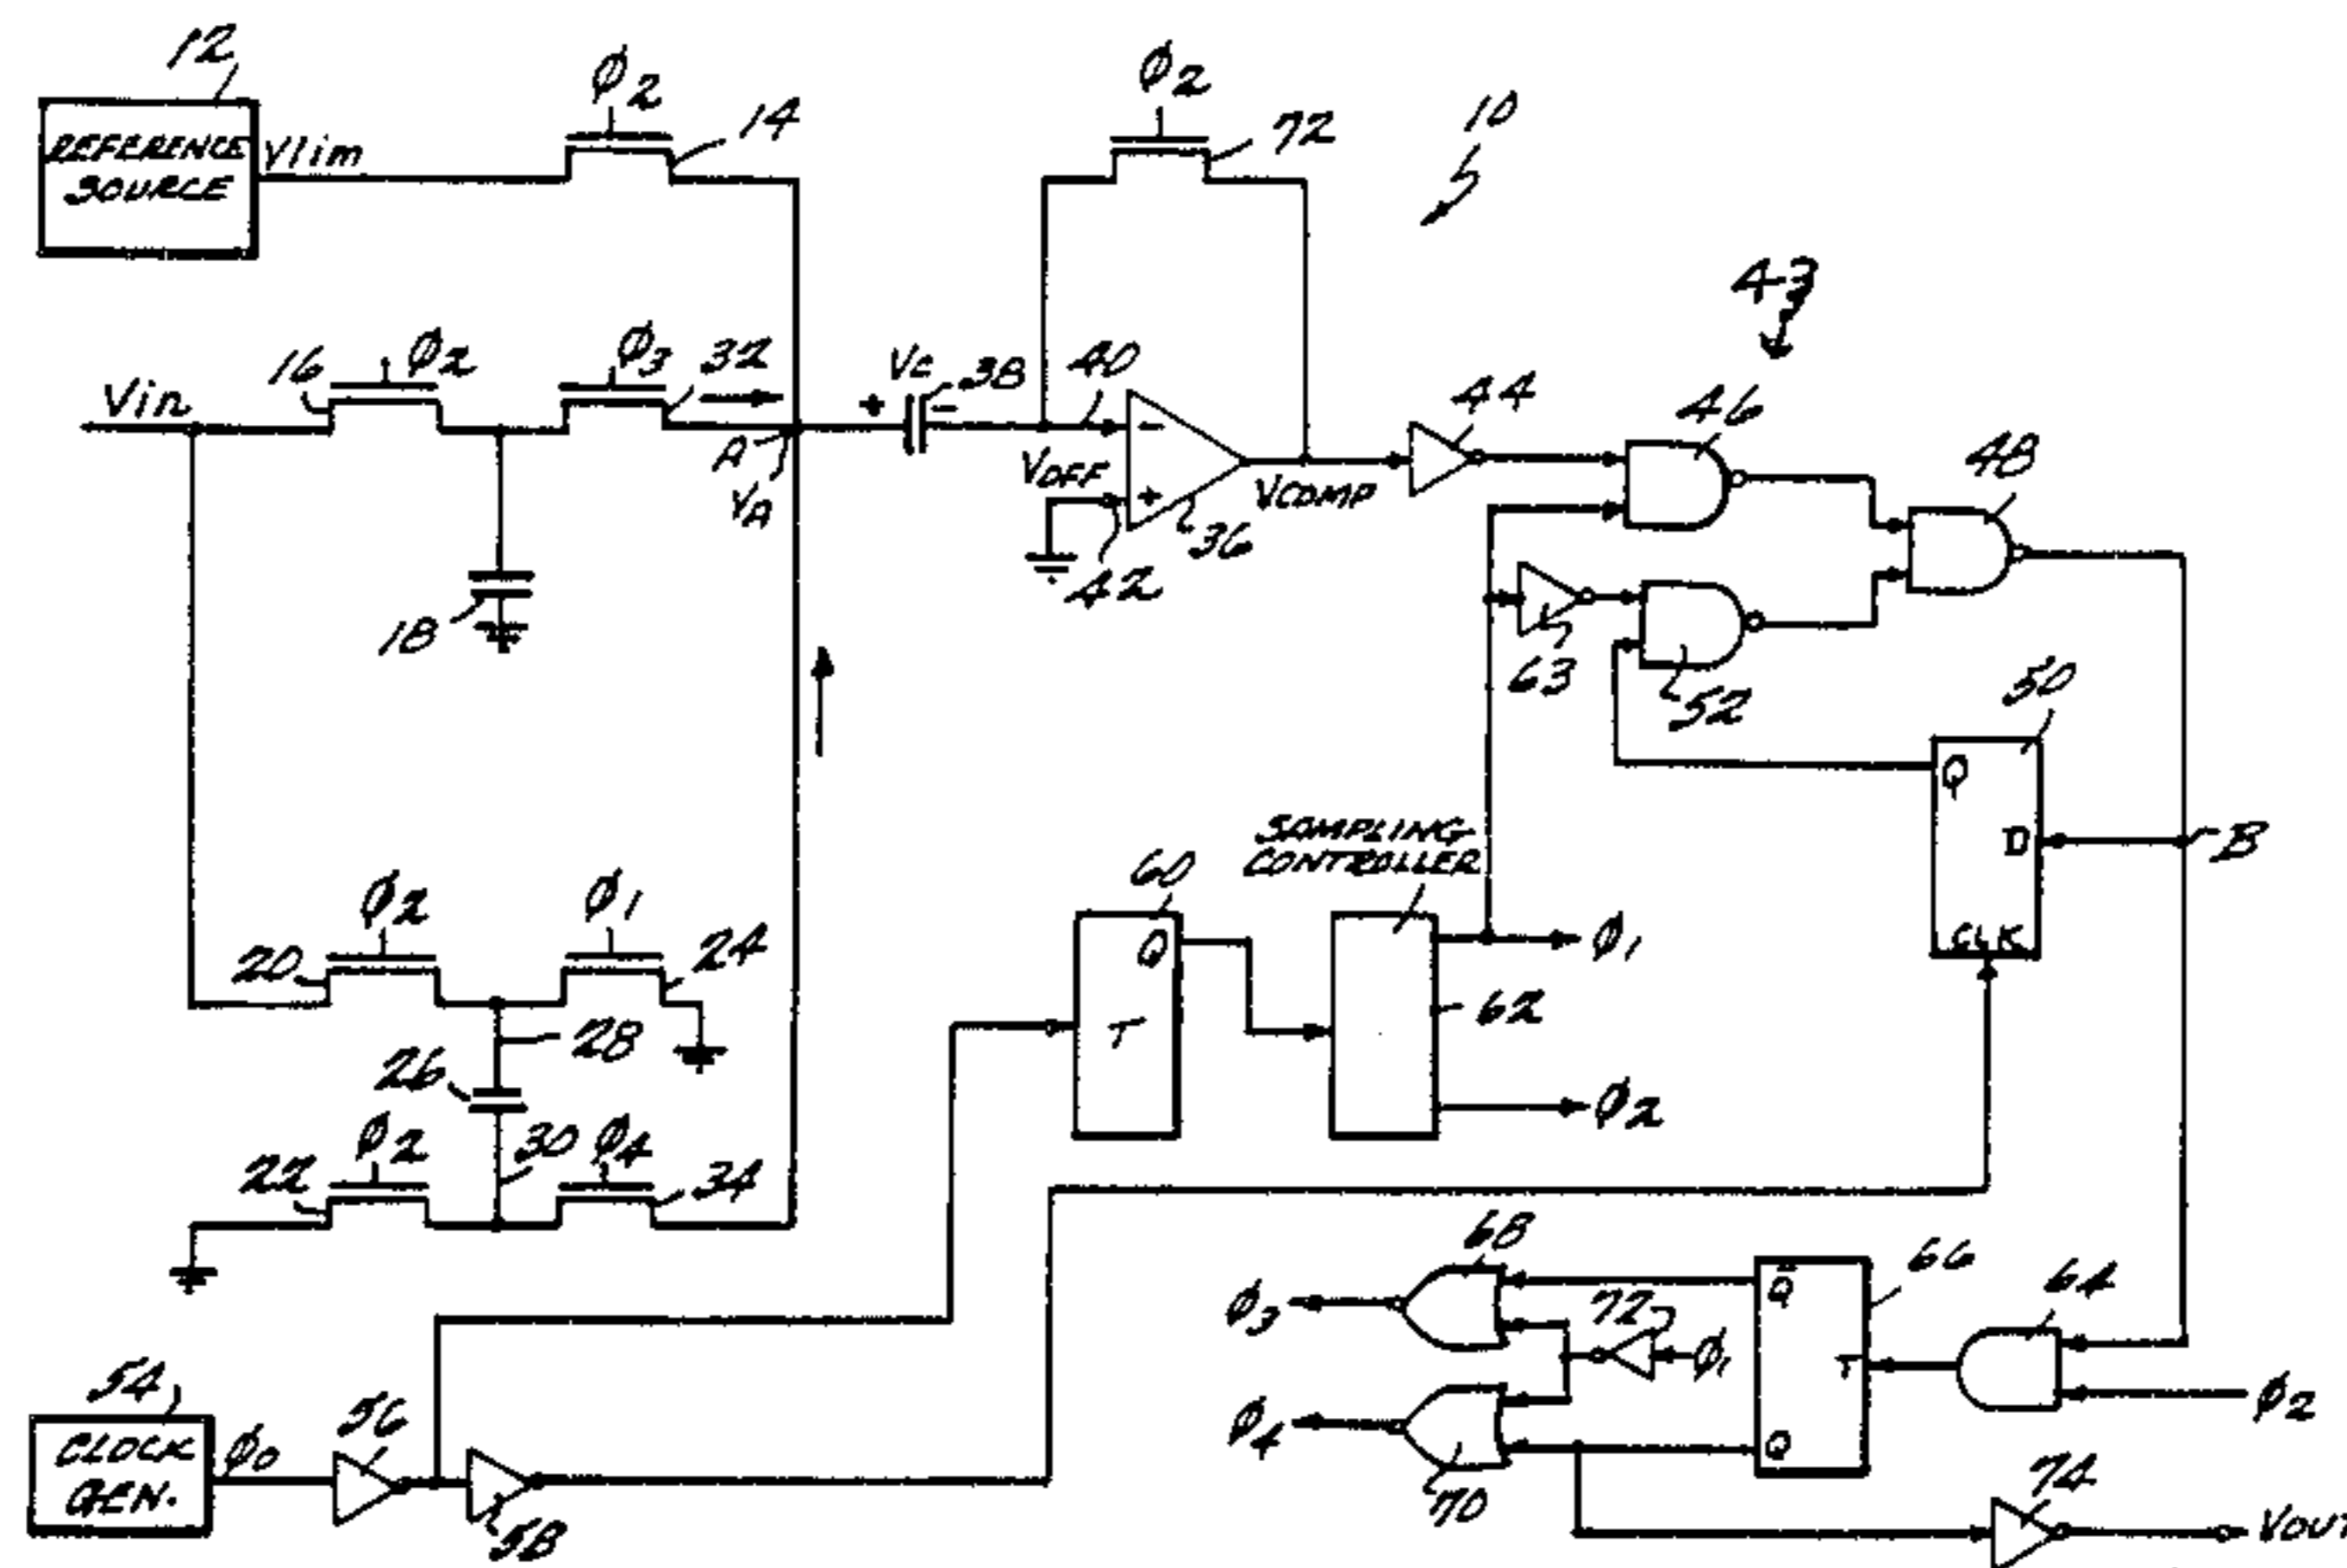 12
REFERENCE
SOURCE
Vlim
ϕ2
14
ϕ2
72
10
43
Vin
16
ϕ2
ϕ3
32
A
VA
VC
+
-
38
40
VOFF
-
+
42
36
VCOMP
44
46
48
18
63
52
50
Q
D
CLK
B
ϕ2
ϕ1
20
24
28
26
ϕ2
30
ϕ4
22
34
60
Q
T
SAMPLING
CONTROLLER
ϕ1
62
ϕ2
54
CLOCK
GEN.
ϕ0
56
58
68
ϕ3
72
ϕ1
ϕ4
70
Q̅
T
Q
66
64
ϕ2
74
VOUT